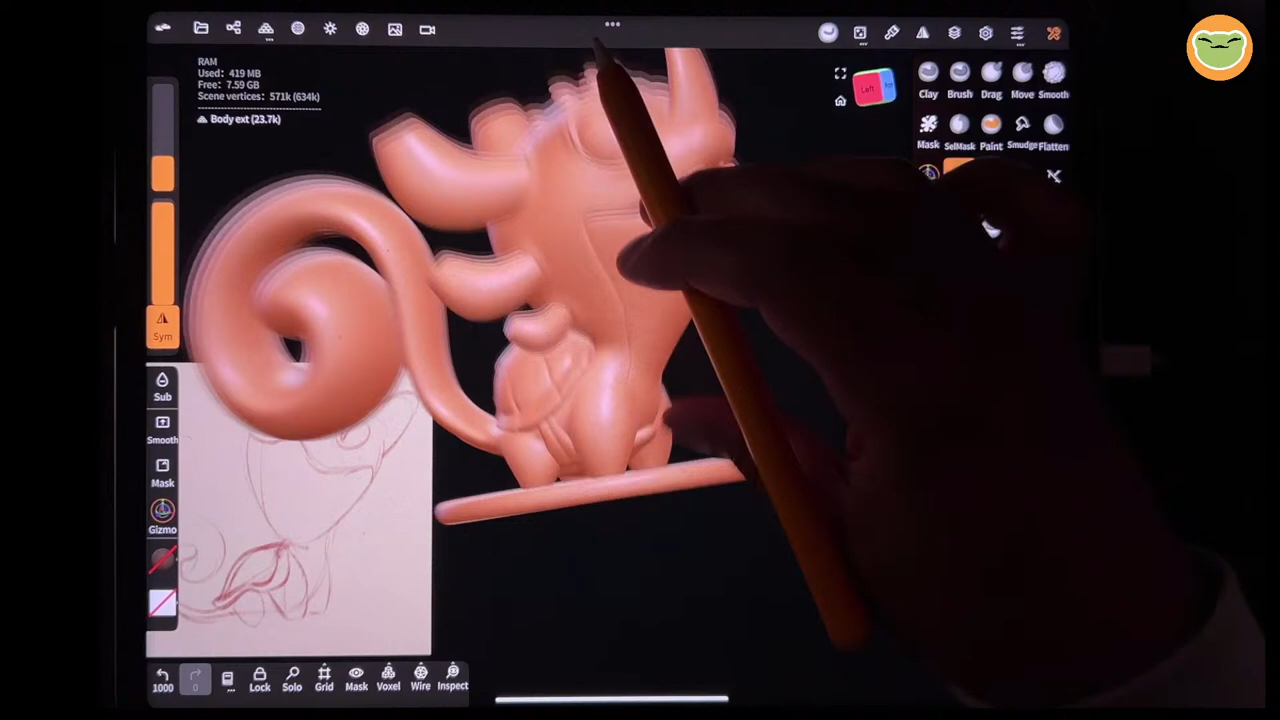 RAM
Used: 419 MB
Free: 7.59 GB
Scene vertices: 571k (634k)
Body ext (23.7k)
Left
Clay Brush Drag Move Smooth
Mask SelMask Paint Smudge Flatten
Sym
Sub
Smooth
Mask
Gizmo
1000 0 Lock Solo Grid Mask Voxel Wire Inspect